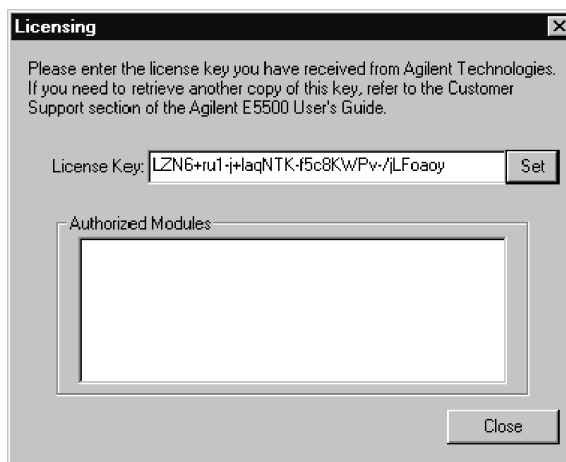 Licensing
Please enter the license key you have received from Agilent Technologies.
If you need to retrieve another copy of this key, refer to the Customer
Support section of the Agilent E5500 User's Guide.
License Key: LZN6+ru1-j+laqNTK-f5c8KWPv-/jLFoaoy Set
Authorized Modules
Close